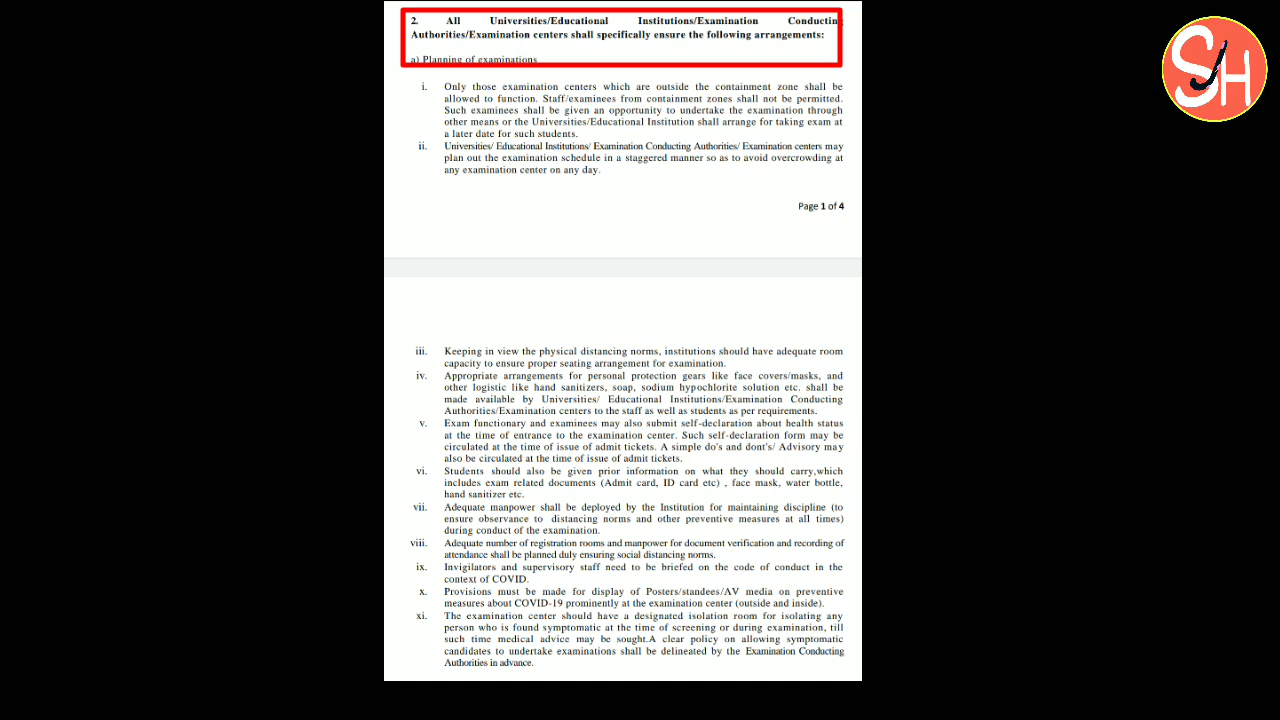 2. All Universities/Educational Institutions/Examination Conducting
Authorities/Examination centers shall specifically ensure the following arrangements:
a) Planning of examinations
i. Only those examination centers which are outside the containment zone shall be
allowed to function. Staff/examinees from containment zones shall not be permitted.
Such examinees shall be given an opportunity to undertake the examination through
other means or the Universities/Educational Institution shall arrange for taking exam at
a later date for such students.
ii. Universities/ Educational Institutions/ Examination Conducting Authorities/ Examination centers may
plan out the examination schedule in a staggered manner so as to avoid overcrowding at
any examination center on any day.
Page 1 of 4
iii. Keeping in view the physical distancing norms, institutions should have adequate room
capacity to ensure proper seating arrangement for examination.
iv. Appropriate arrangements for personal protection gears like face covers/masks, and
other logistic like hand sanitizers, soap, sodium hypochlorite solution etc. shall be
made available by Universities/ Educational Institutions/Examination Conducting
Authorities/Examination centers to the staff as well as students as per requirements.
v. Exam functionary and examinees may also submit self-declaration about health status
at the time of entrance to the examination center. Such self-declaration form may be
circulated at the time of issue of admit tickets. A simple do's and dont's/ Advisory may
also be circulated at the time of issue of admit tickets.
vi. Students should also be given prior information on what they should carry,which
includes exam related documents (Admit card, ID card etc) , face mask, water bottle,
hand sanitizer etc.
vii. Adequate manpower shall be deployed by the Institution for maintaining discipline (to
ensure observance to distancing norms and other preventive measures at all times)
during conduct of the examination.
viii. Adequate number of registration rooms and manpower for document verification and recording of
attendance shall be planned duly ensuring social distancing norms.
ix. Invigilators and supervisory staff need to be briefed on the code of conduct in the
context of COVID.
x. Provisions must be made for display of Posters/standees/AV media on preventive
measures about COVID-19 prominently at the examination center (outside and inside).
xi. The examination center should have a designated isolation room for isolating any
person who is found symptomatic at the time of screening or during examination, till
such time medical advice may be sought.A clear policy on allowing symptomatic
candidates to undertake examinations shall be delineated by the Examination Conducting
Authorities in advance.
SJH